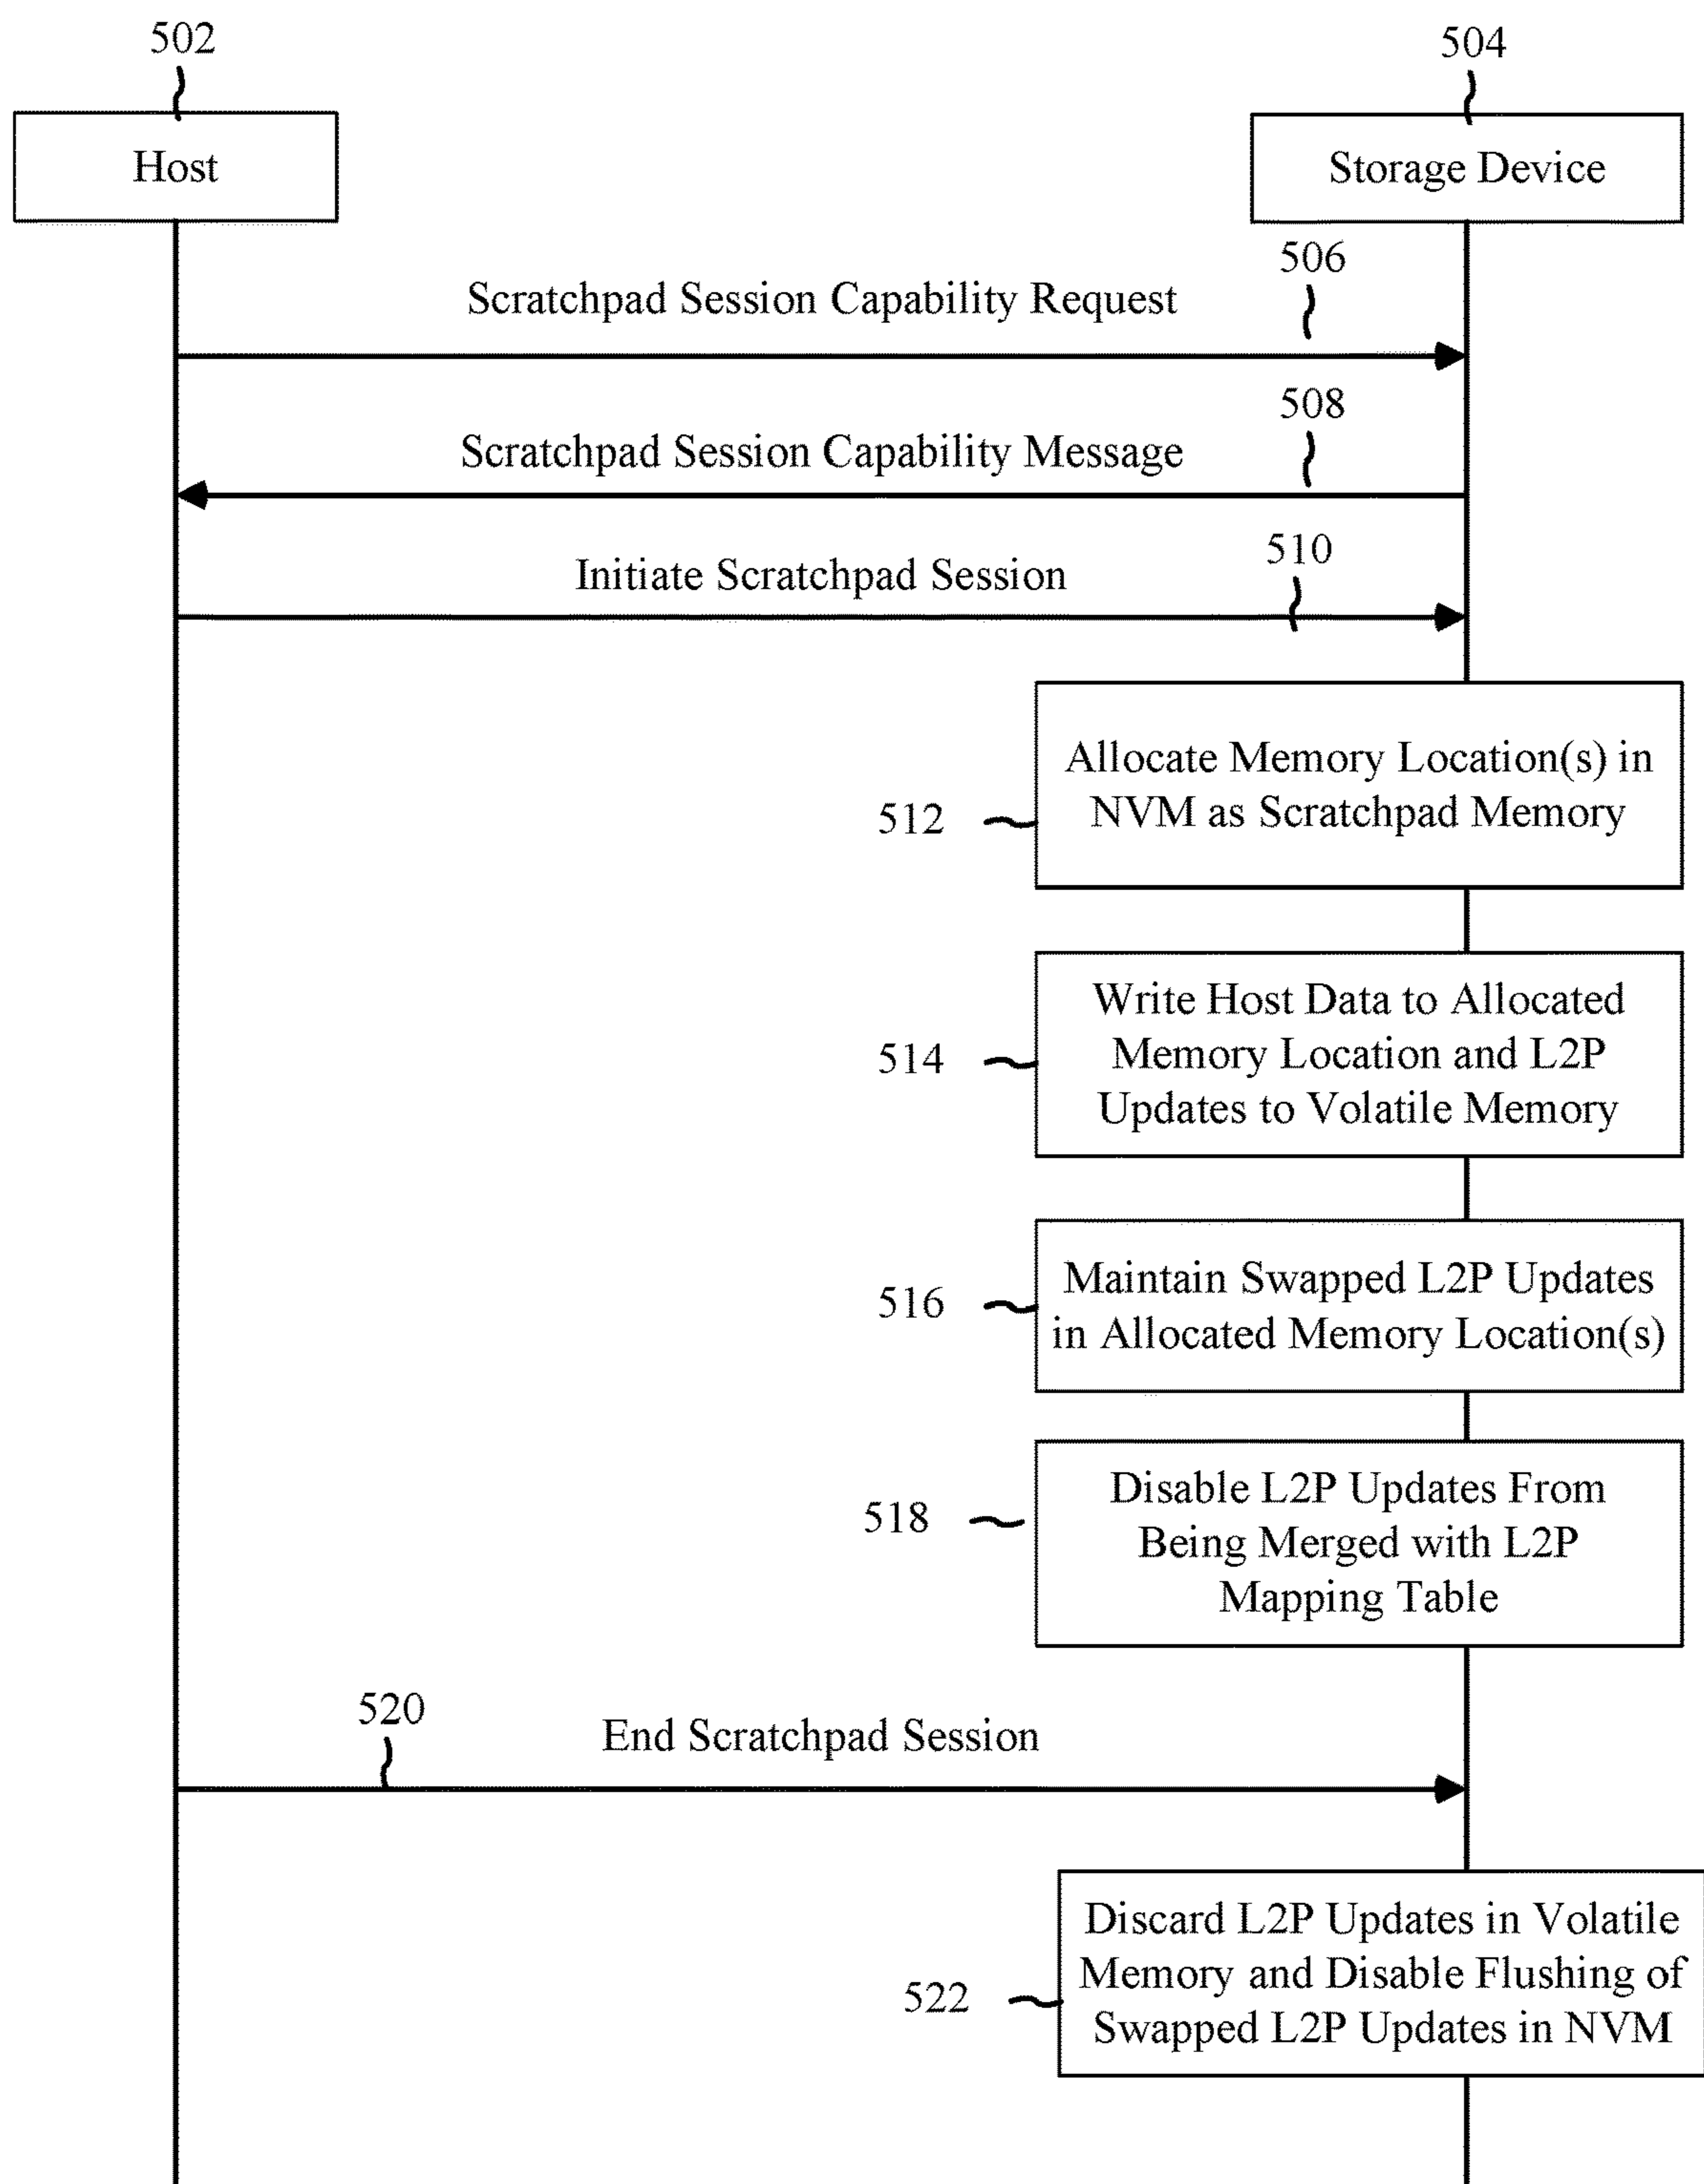 502
504
Host
Storage Device
506
Scratchpad Session Capability Request
508
Scratchpad Session Capability Message
510
Initiate Scratchpad Session
Allocate Memory Location(s) in
NVM as Scratchpad Memory
512
Write Host Data to Allocated
Memory Location and L2P
Updates to Volatile Memory
514
Maintain Swapped L2P Updates
in Allocated Memory Location(s)
516
Disable L2P Updates From
Being Merged with L2P
Mapping Table
518
520
End Scratchpad Session
Discard L2P Updates in Volatile
Memory and Disable Flushing of
Swapped L2P Updates in NVM
522